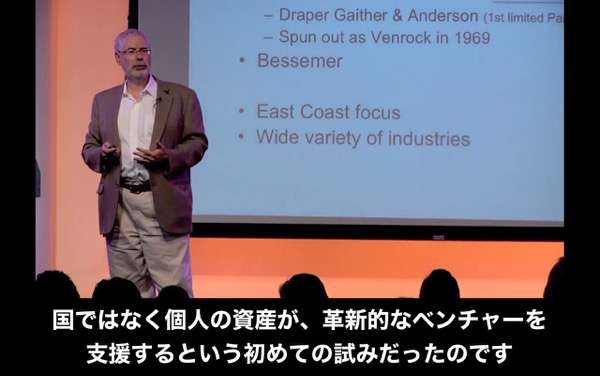 – Draper Gaither & Anderson (1st limited Pa
– Spun out as Venrock in 1969
• Bessemer
• East Coast focus
• Wide variety of industries
国ではなく個人の資産が、革新的なベンチャーを
支援するという初めての試みだったのです